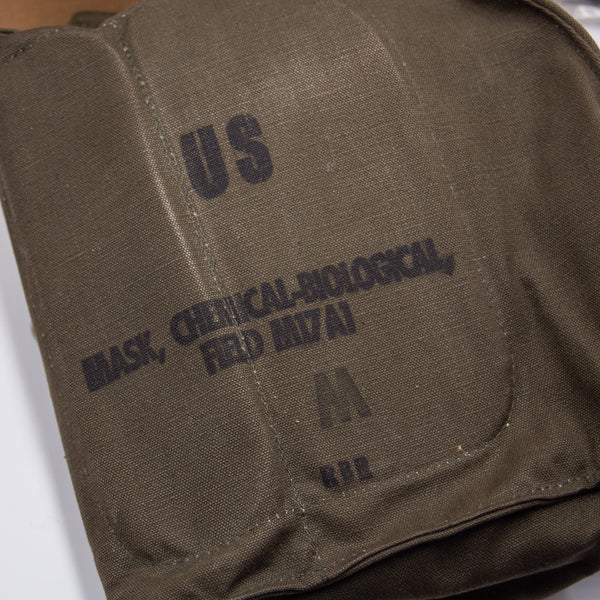 US
MASK, CHEMICAL-BIOLOGICAL,
FIELD M17A1
M